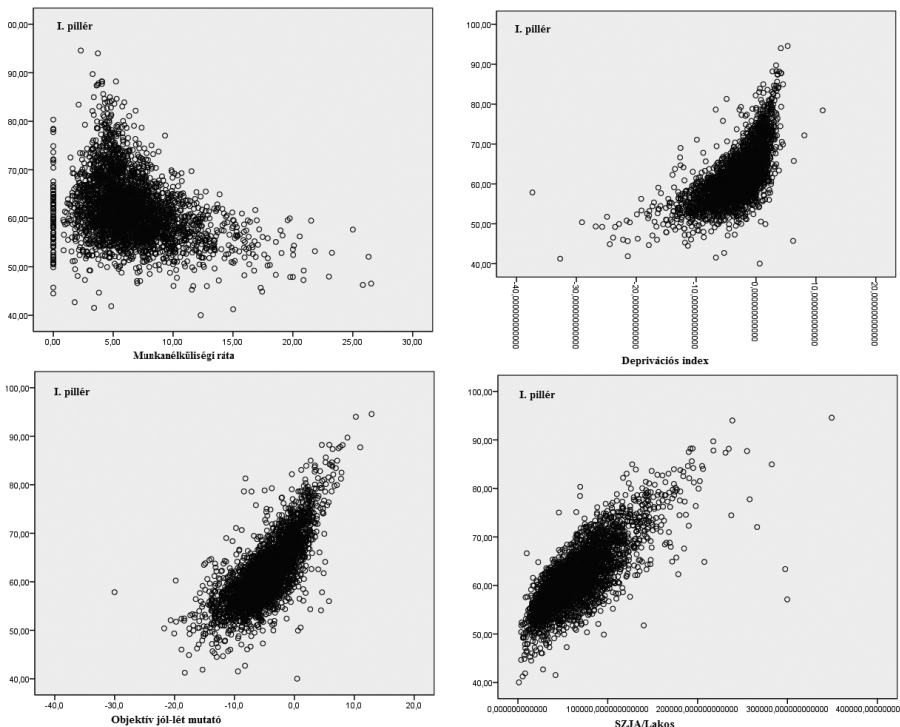 00,00
I. pillér
90,00
80,00
70,00
60,00
50,00
40,00
0,00 5,00 10,00 15,00 20,00 25,00 30,00
Munkanélküliségi ráta
100,00
I. pillér
90,00
80,00
70,00
60,00
50,00
40,00
Deprivációs index
100,00
I. pillér
90,00
80,00
70,00
60,00
50,00
40,00
-40,0 -30,0 -20,0 -10,0 0,0 10,0 20,0
Objektív jól-lét mutató
100,00
I. pillér
90,00
80,00
70,00
60,00
50,00
40,00
SZJA/Lakos